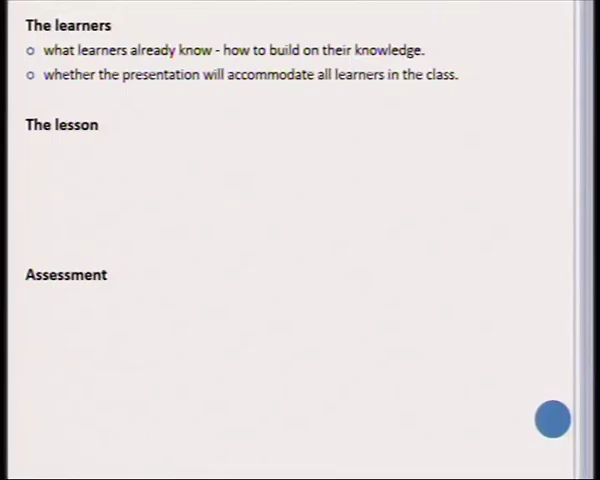 The learners
what learners already know - how to build on their knowledge.
whether the presentation will accommodate all learners in the class.
The lesson
Assessment